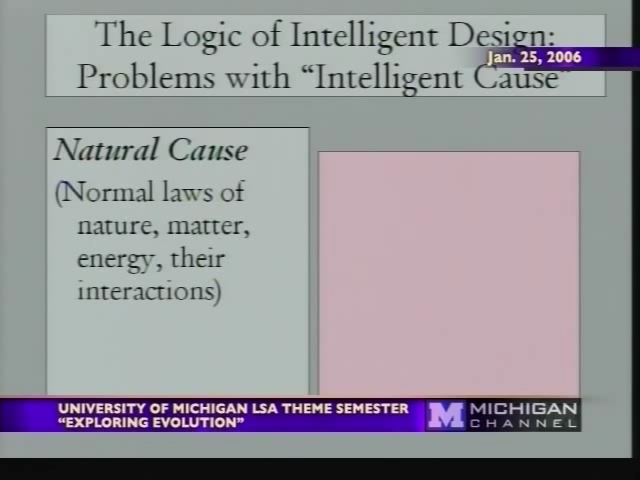 The Logic of Intelligent Design:
Jan. 25, 2006
Problems with “Intelligent Cause”
Natural Cause
(Normal laws of
nature, matter,
energy, their
interactions)
UNIVERSITY OF MICHIGAN LSA THEME SEMESTER
“EXPLORING EVOLUTION”
M MICHIGAN
CHANNEL